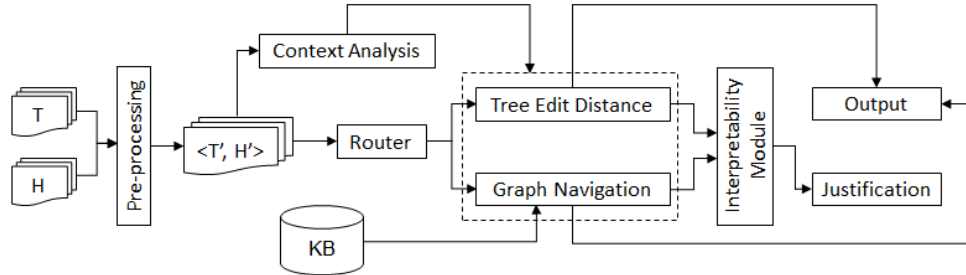 T
H
Pre-processing
<T’, H’>
Context Analysis
Router
KB
Tree Edit Distance
Graph Navigation
Interpretability
Module
Output
Justification